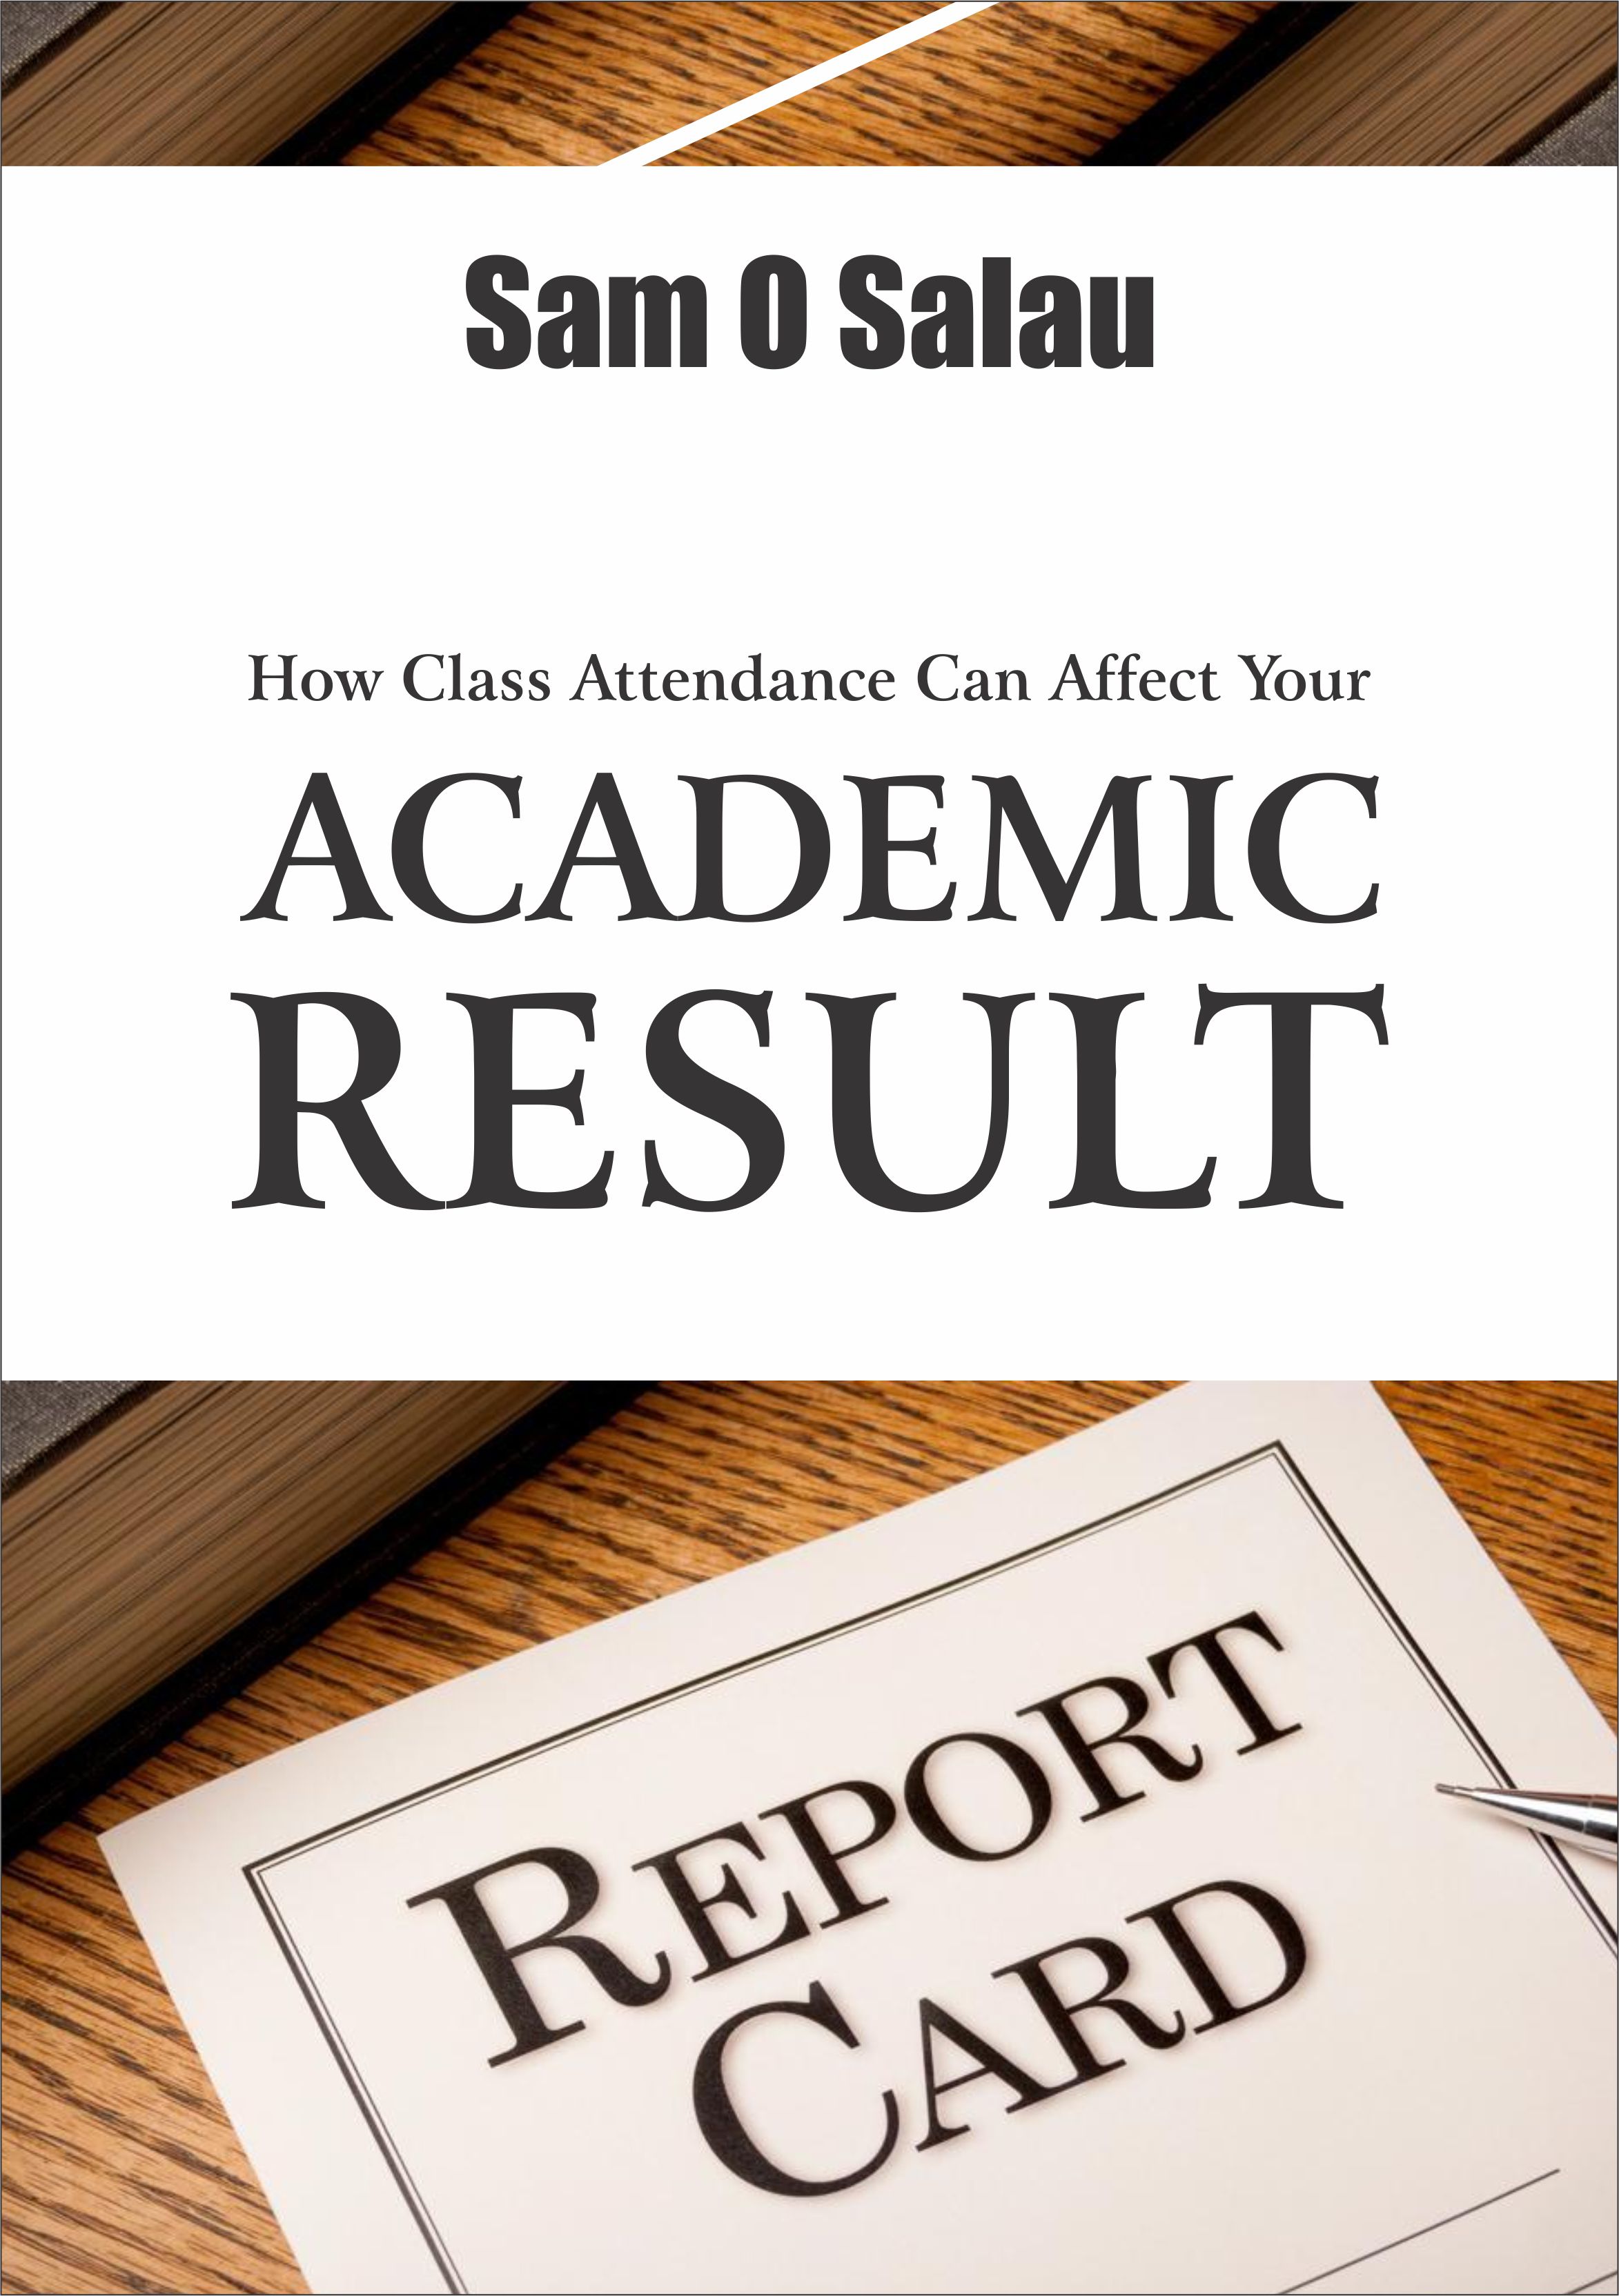 Sam O Salau
How Class Attendance Can Affect Your
ACADEMIC
RESULT
REPORT
CARD